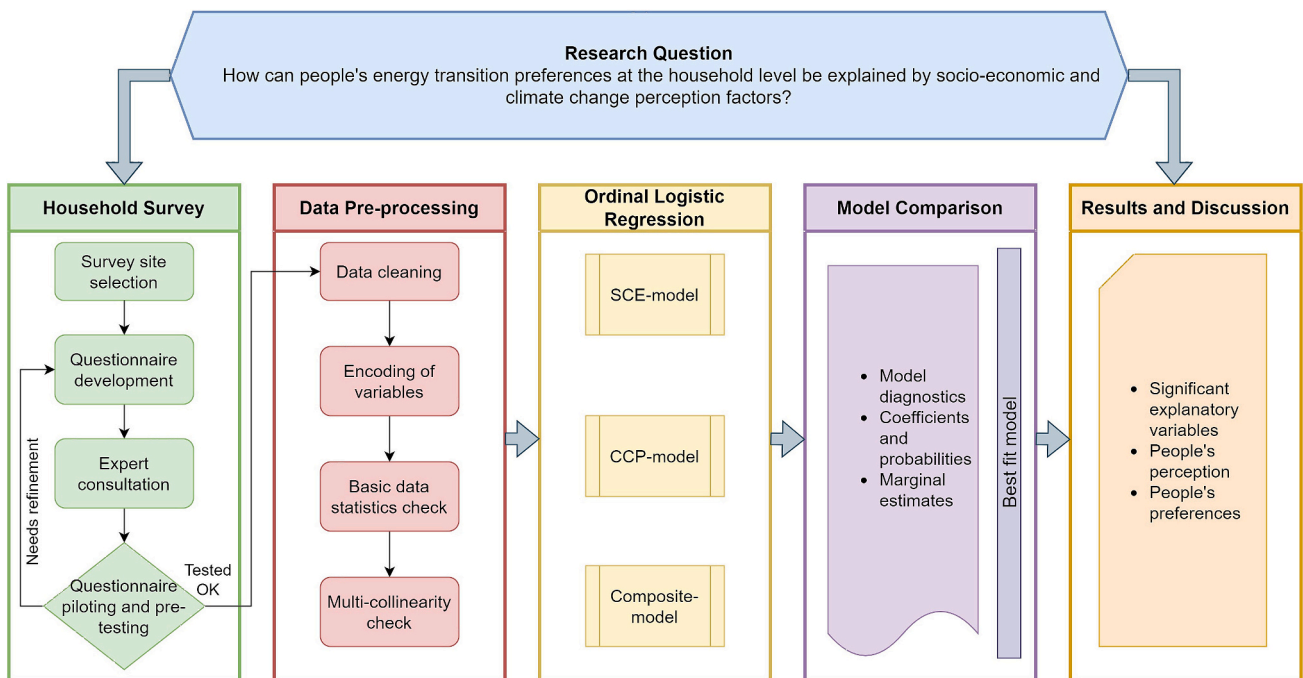 Research Question
How can people's energy transition preferences at the household level be explained by socio-economic and
climate change perception factors?
Household Survey
Survey site
selection
Questionnaire
development
Expert
consultation
Questionnaire
piloting and pre-
testing
Needs refinement
Tested
OK
Data Pre-processing
Data cleaning
Encoding of
variables
Basic data
statistics check
Multi-collinearity
check
Ordinal Logistic
Regression
SCE-model
CCP-model
Composite-
model
Model Comparison
• Model
diagnostics
• Coefficients
and
probabilities
• Marginal
estimates
Best fit model
Results and Discussion
• Significant
explanatory
variables
• People's
perception
• People's
preferences